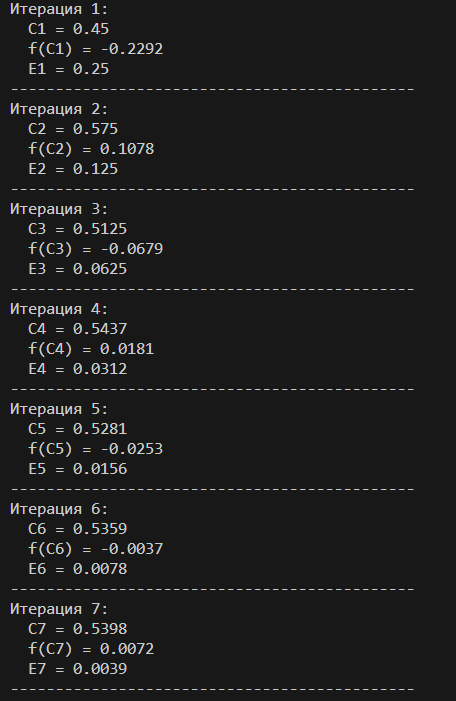 Итерация 1:
C1 = 0.45
f(C1) = -0.2292
E1 = 0.25
---------------------------------------------
Итерация 2:
C2 = 0.575
f(C2) = 0.1078
E2 = 0.125
---------------------------------------------
Итерация 3:
C3 = 0.5125
f(C3) = -0.0679
E3 = 0.0625
---------------------------------------------
Итерация 4:
C4 = 0.5437
f(C4) = 0.0181
E4 = 0.0312
---------------------------------------------
Итерация 5:
C5 = 0.5281
f(C5) = -0.0253
E5 = 0.0156
---------------------------------------------
Итерация 6:
C6 = 0.5359
f(C6) = -0.0037
E6 = 0.0078
---------------------------------------------
Итерация 7:
C7 = 0.5398
f(C7) = 0.0072
E7 = 0.0039
---------------------------------------------